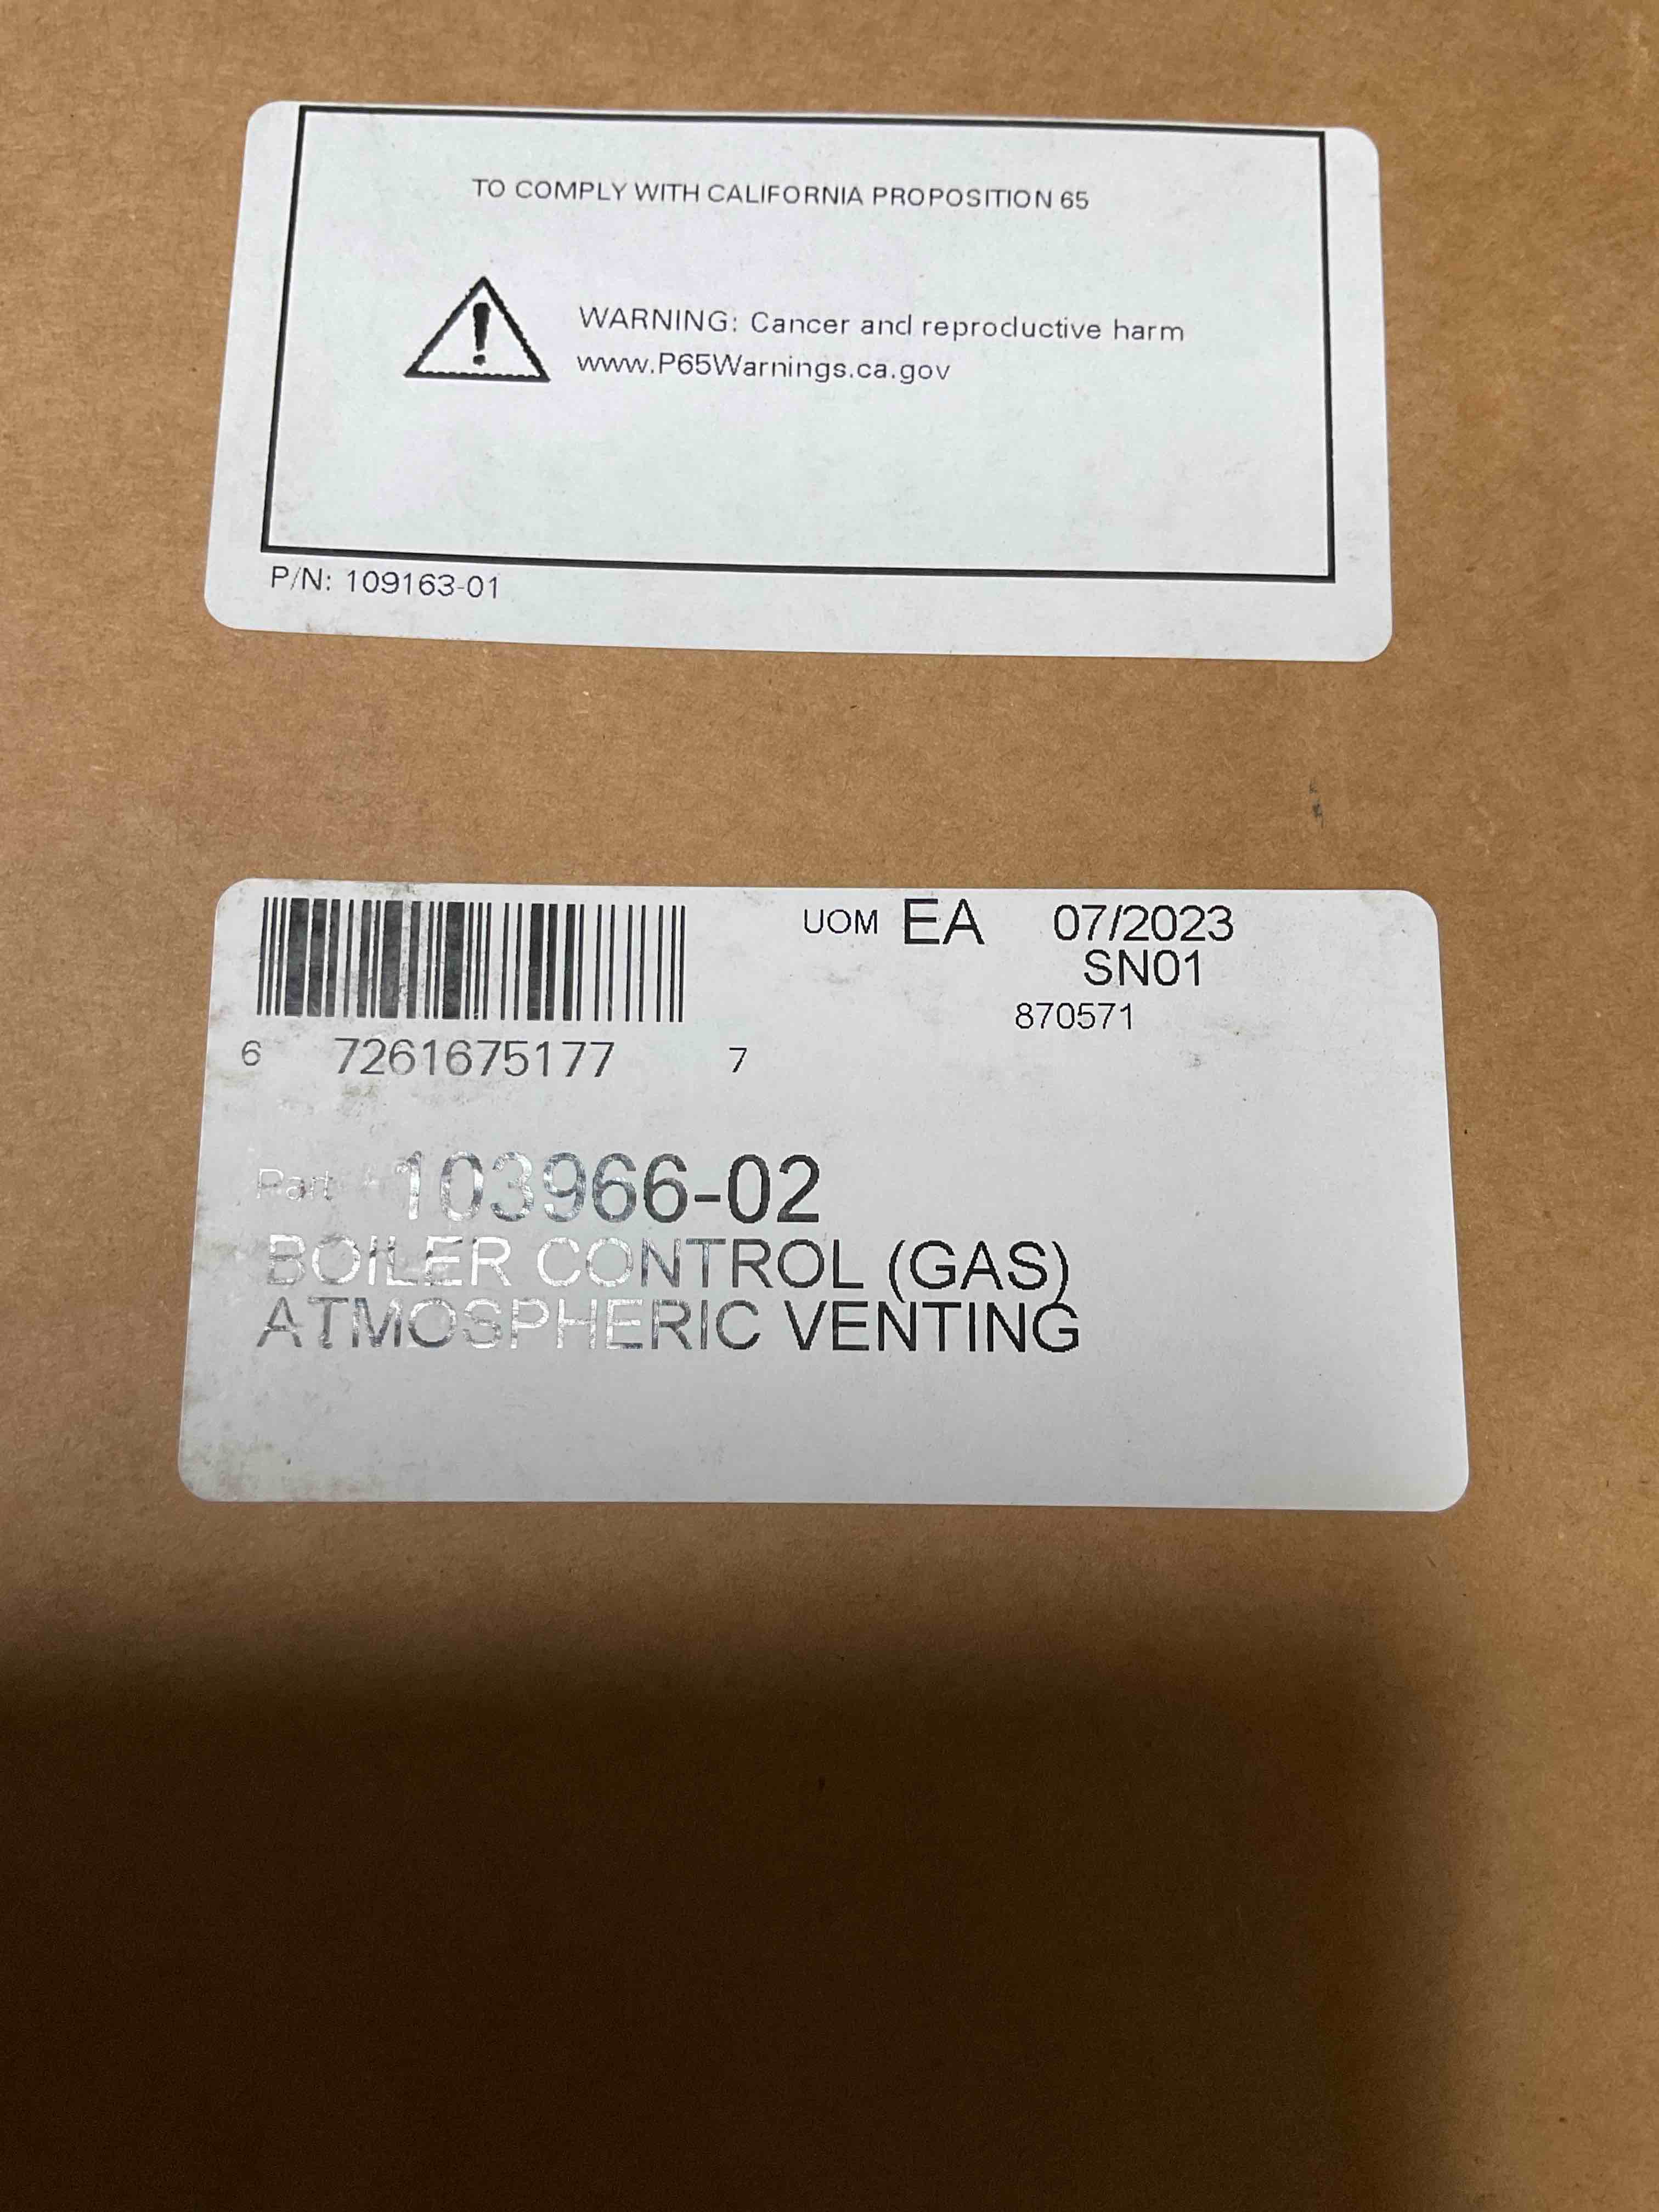 TO COMPLY WITH CALIFORNIA PROPOSITION 65
WARNING: Cancer and reproductive harm
www.P65Warnings.ca.gov
P/N: 109163-01
UOM EA 07/2023
SN01
870571
6 7261675177 7
Part # 103966-02
BOILER CONTROL (GAS)
ATMOSPHERIC VENTING